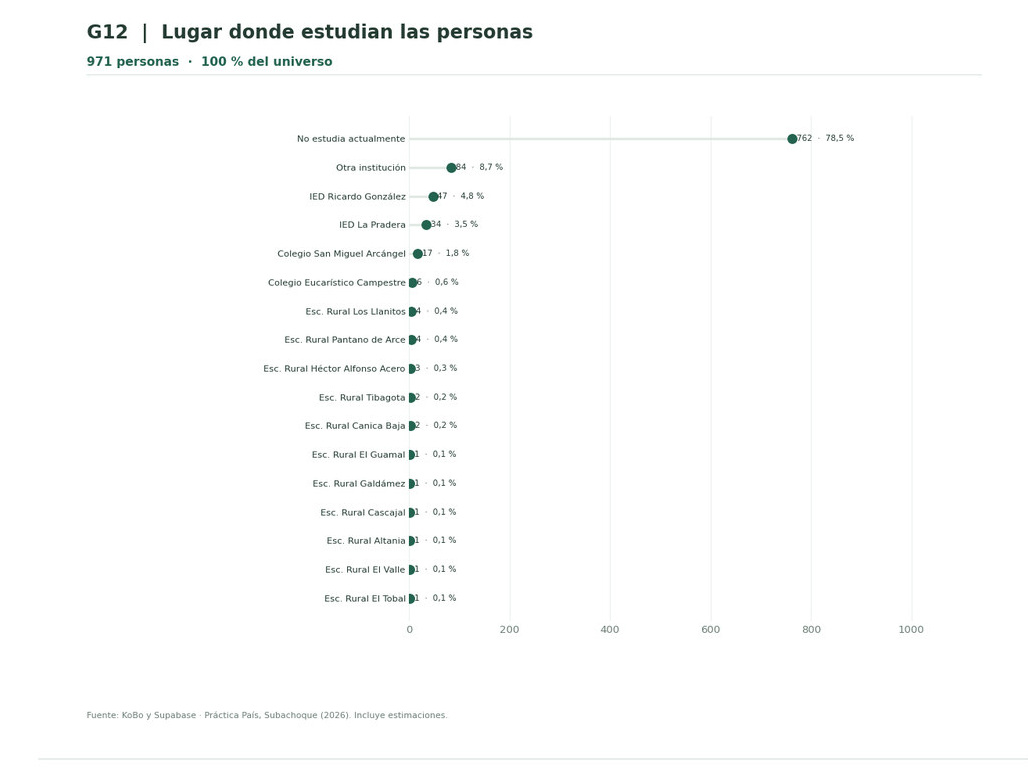 G12 | Lugar donde estudian las personas
971 personas · 100 % del universo
No estudia actualmente 762 · 78,5 %
Otra institución 84 · 8,7 %
IED Ricardo González 47 · 4,8 %
IED La Pradera 34 · 3,5 %
Colegio San Miguel Arcángel 17 · 1,8 %
Colegio Eucarístico Campestre 6 · 0,6 %
Esc. Rural Los Llanitos 4 · 0,4 %
Esc. Rural Pantano de Arce 4 · 0,4 %
Esc. Rural Héctor Alfonso Acero 3 · 0,3 %
Esc. Rural Tibagota 2 · 0,2 %
Esc. Rural Canica Baja 2 · 0,2 %
Esc. Rural El Guamal 1 · 0,1 %
Esc. Rural Galdámez 1 · 0,1 %
Esc. Rural Cascajal 1 · 0,1 %
Esc. Rural Altania 1 · 0,1 %
Esc. Rural El Valle 1 · 0,1 %
Esc. Rural El Tobal 1 · 0,1 %
0 200 400 600 800 1000
Fuente: KoBo y Supabase · Práctica País, Subachoque (2026). Incluye estimaciones.